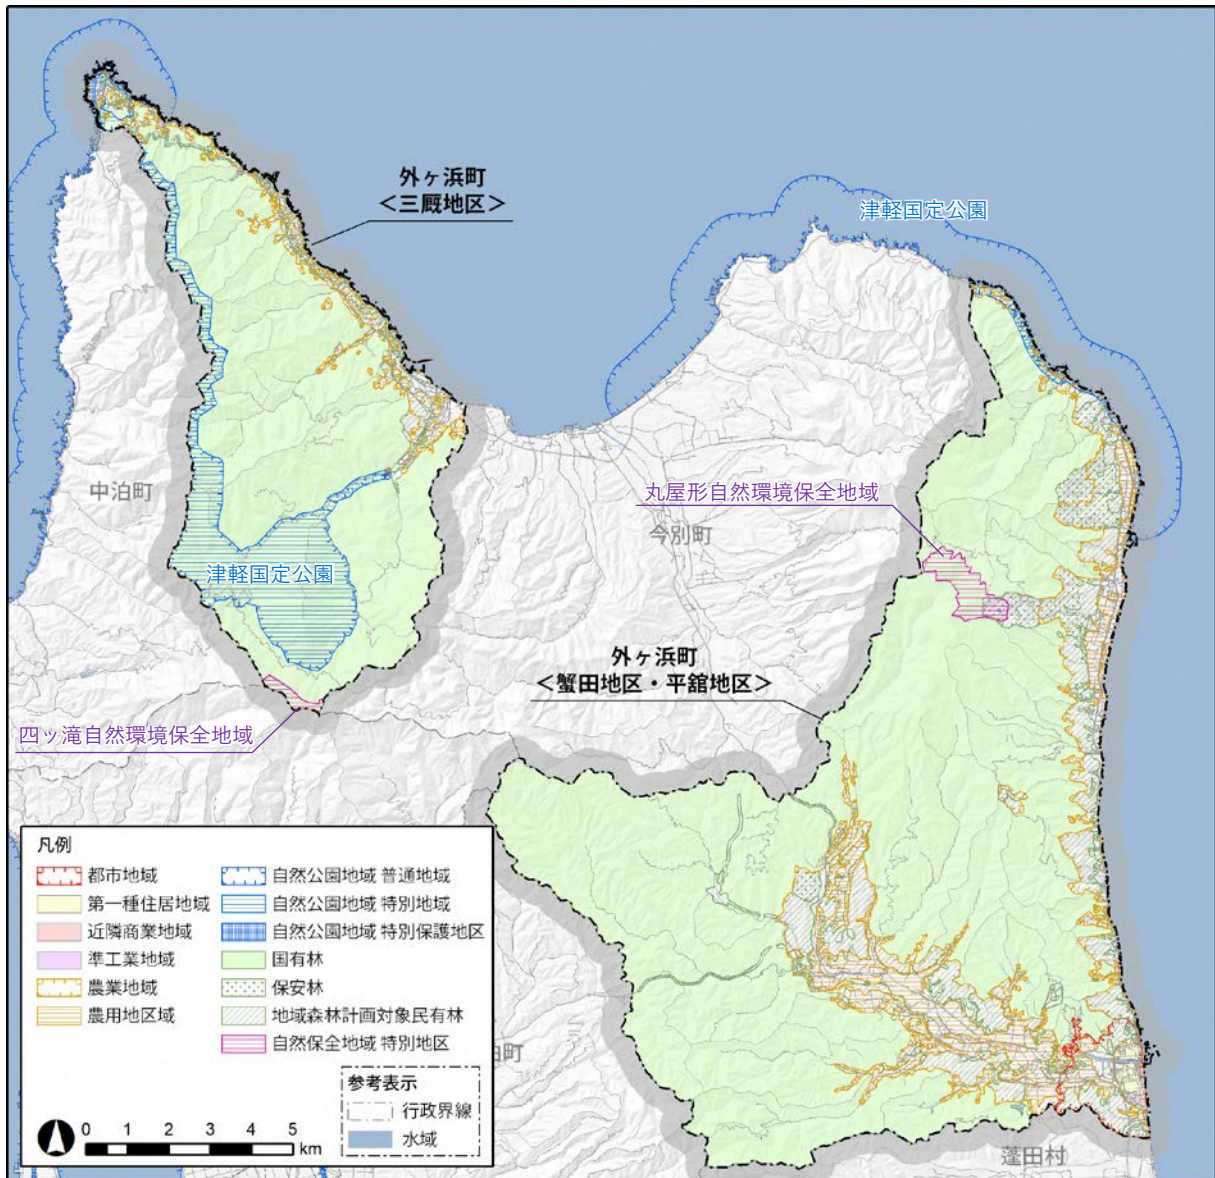 外ヶ浜町
<三厩地区>
津軽国定公園
中泊町
丸屋形自然環境保全地域
今別町
津軽国定公園
外ヶ浜町
<蟹田地区・平舘地区>
四ッ滝自然環境保全地域
凡例
都市地域
第一種住居地域
近隣商業地域
準工業地域
農業地域
農用地区域
自然公園地域 普通地域
自然公園地域 特別地域
自然公園地域 特別保護地区
国有林
保安林
地域森林計画対象民有林
自然保全地域 特別地区
参考表示
行政界線
水域
0 1 2 3 4 5
km
泊町
蓬田村